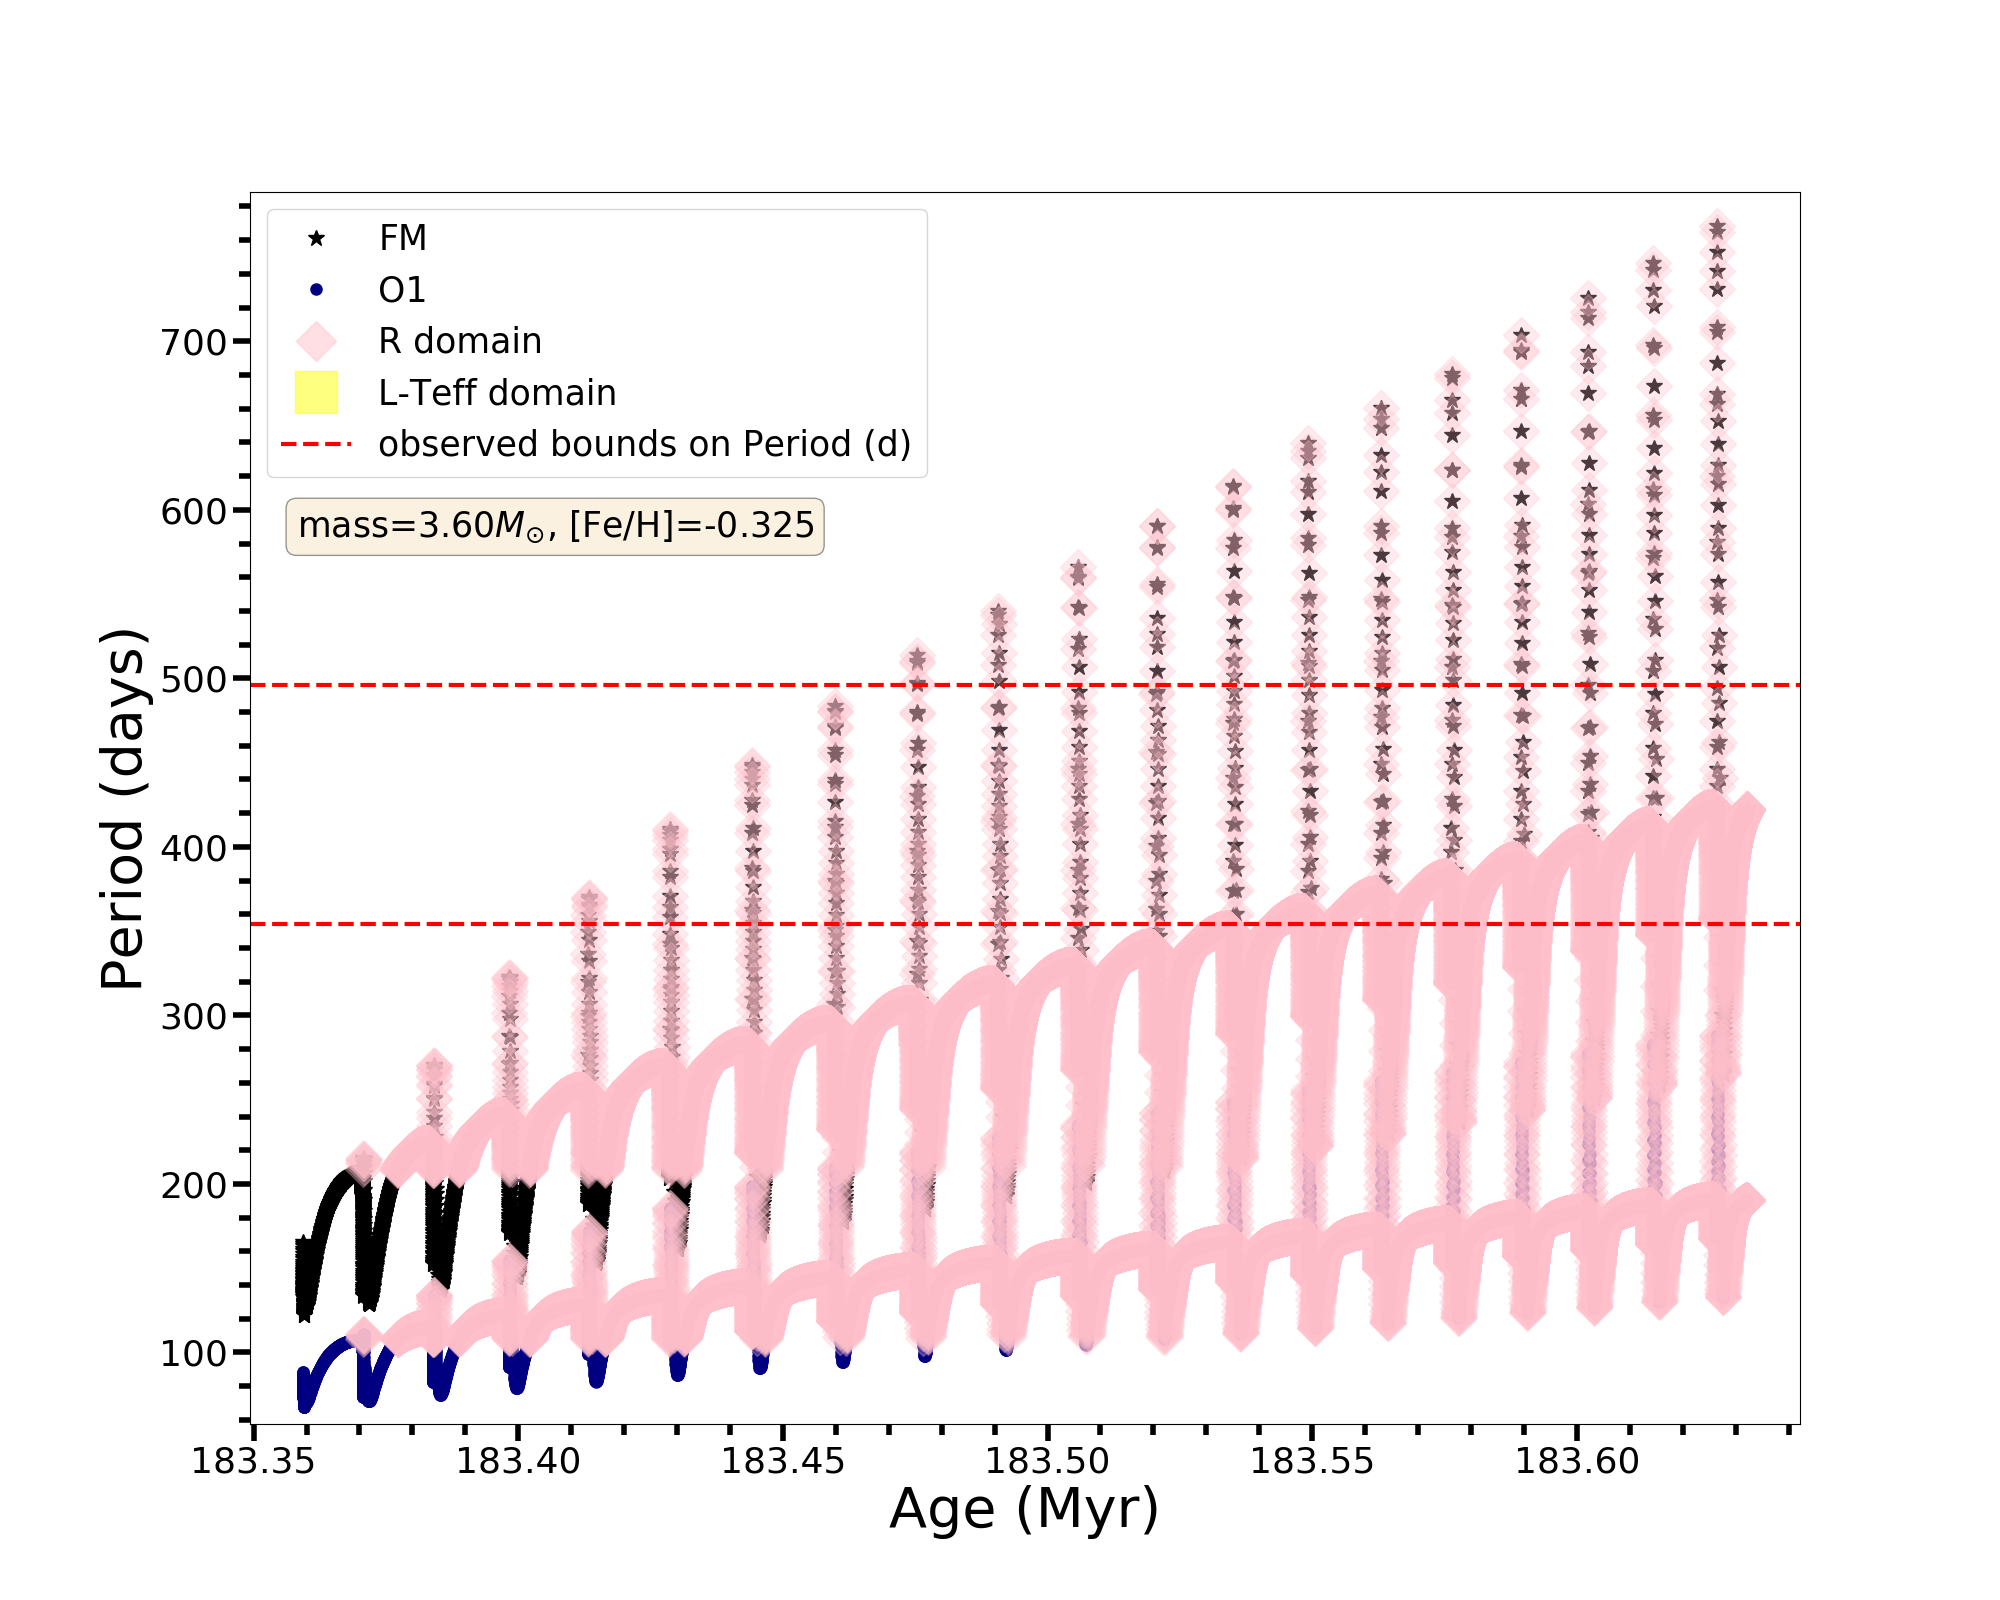 FM
O1
R domain
L-Teff domain
observed bounds on Period (d)
mass=3.60M⊙, [Fe/H]=-0.325
Period (days)
700
600
500
400
300
200
100
183.35 183.40 183.45 183.50 183.55 183.60
Age (Myr)